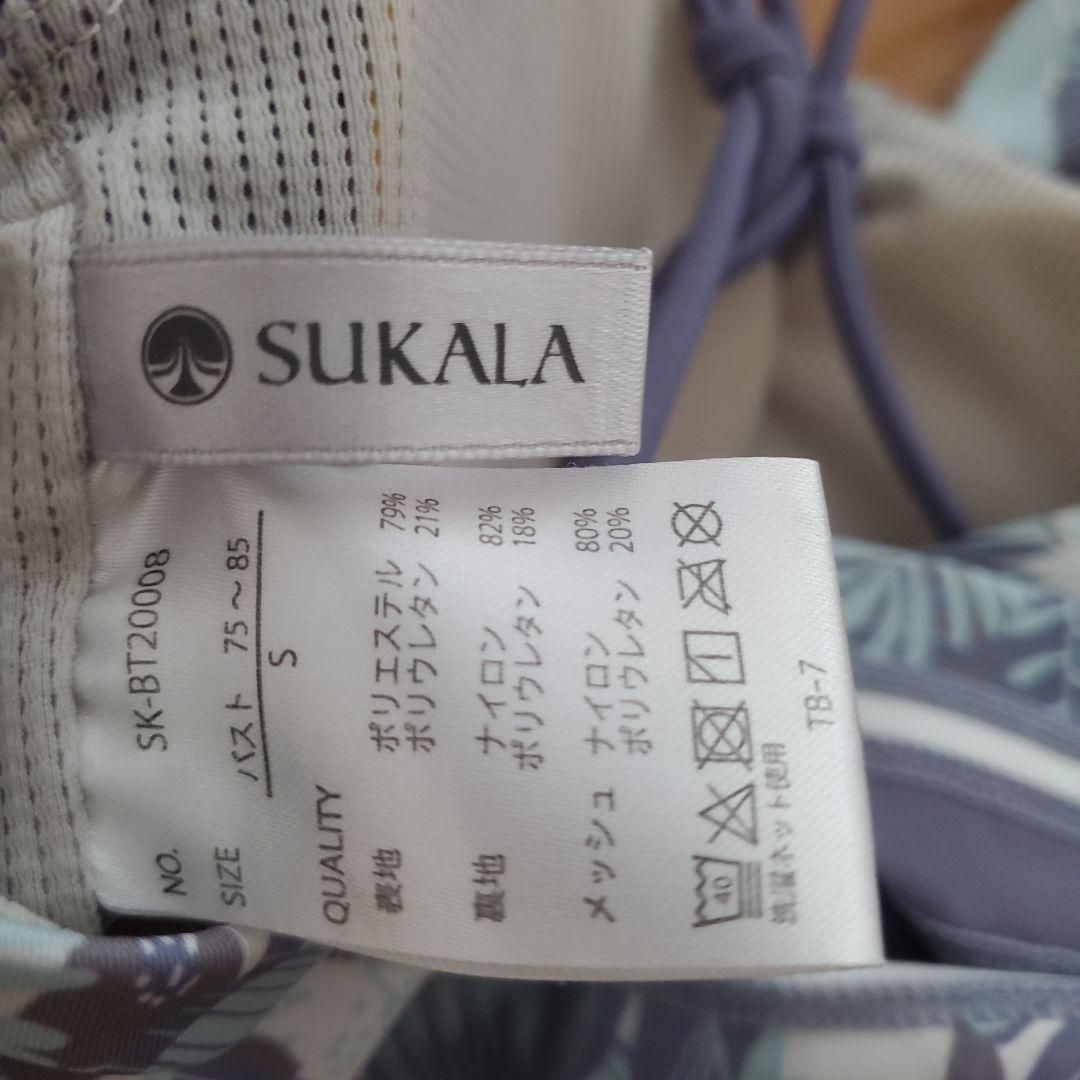 SUKALA
NO. SK-BT20008
SIZE バスト 75～85
S
QUALITY
表地 ポリエステル 79%
ポリウレタン 21%
裏地 ナイロン 82%
ポリウレタン 18%
メッシュ ナイロン 80%
ポリウレタン 20%
40 1
洗濯ネット使用
TB-7